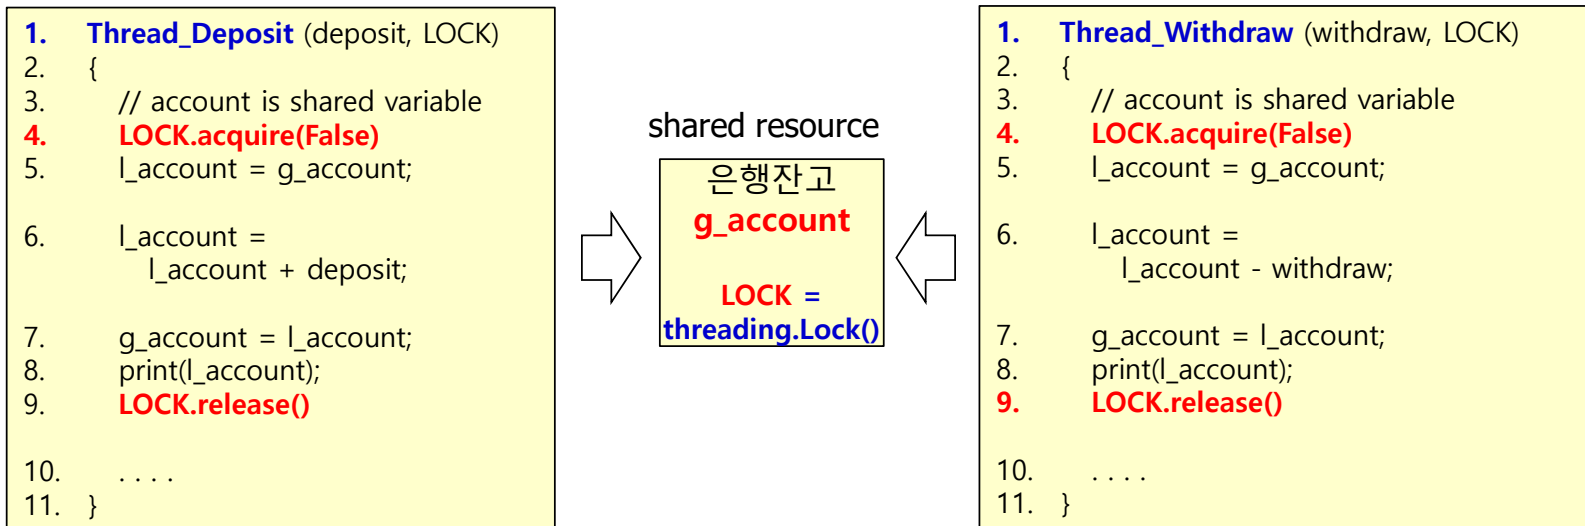 1. Thread_Deposit (deposit, LOCK)
2. {
3. // account is shared variable
4. LOCK.acquire(False)
5. l_account = g_account;
6. l_account =
l_account + deposit;
7. g_account = l_account;
8. print(l_account);
9. LOCK.release()
10. . . . .
11. }
shared resource
은행잔고
g_account
LOCK =
threading.Lock()
1. Thread_Withdraw (withdraw, LOCK)
2. {
3. // account is shared variable
4. LOCK.acquire(False)
5. l_account = g_account;
6. l_account =
l_account - withdraw;
7. g_account = l_account;
8. print(l_account);
9. LOCK.release()
10. . . . .
11. }